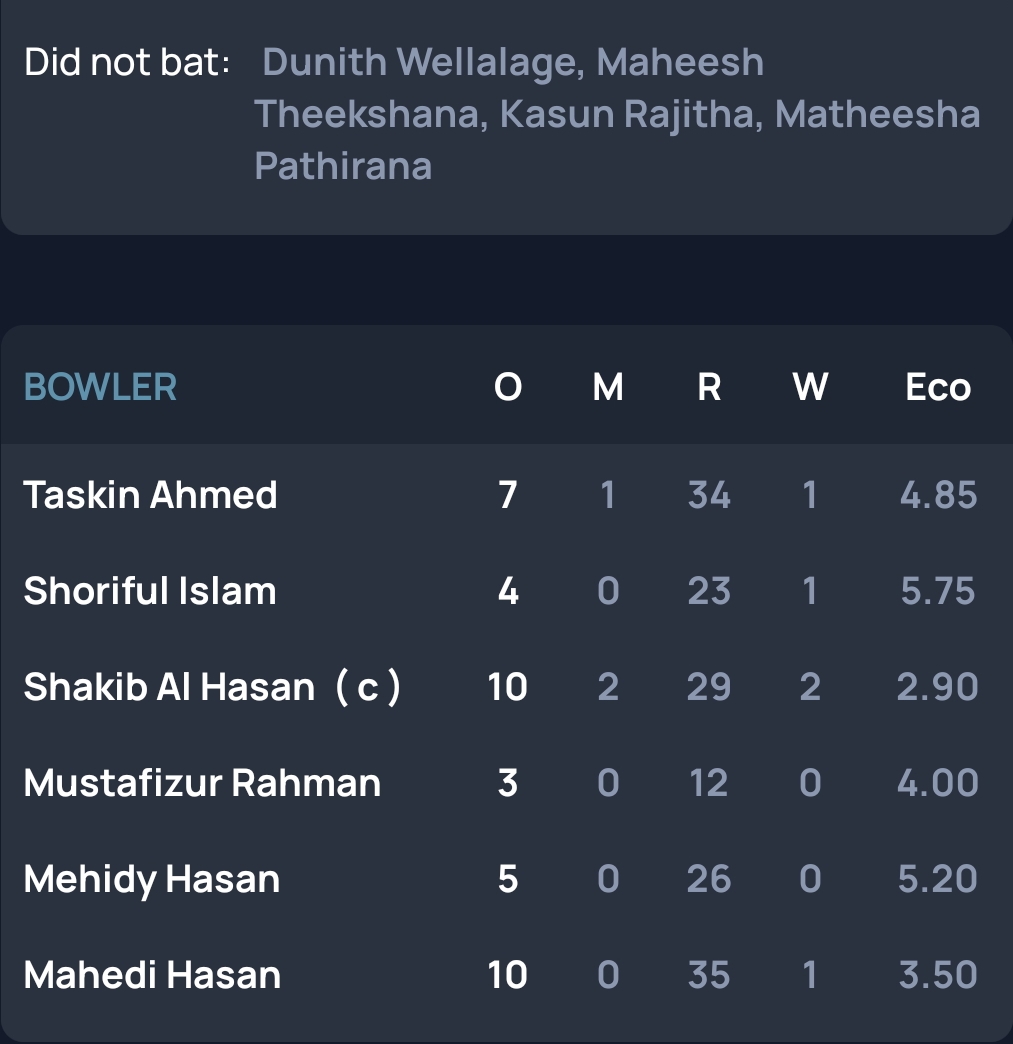 Did not bat: Dunith Wellalage, Maheesh
Theekshana, Kasun Rajitha, Matheesha
Pathirana
BOWLER O M R W Eco
Taskin Ahmed 7 1 34 1 4.85
Shoriful Islam 4 0 23 1 5.75
Shakib Al Hasan ( c ) 10 2 29 2 2.90
Mustafizur Rahman 3 0 12 0 4.00
Mehidy Hasan 5 0 26 0 5.20
Mahedi Hasan 10 0 35 1 3.50